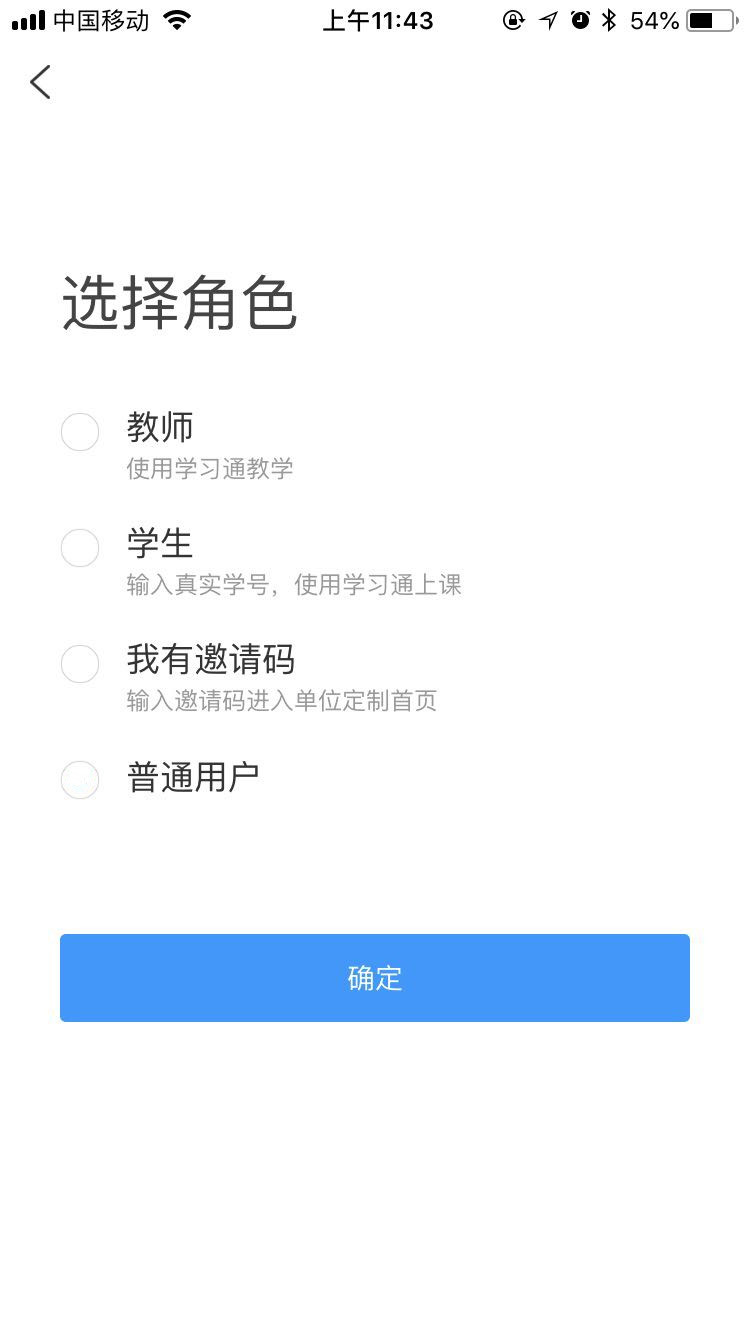 中国移动 上午11:43 54%
选择角色
教师
使用学习通教学
学生
输入真实学号，使用学习通上课
我有邀请码
输入邀请码进入单位定制首页
普通用户
确定